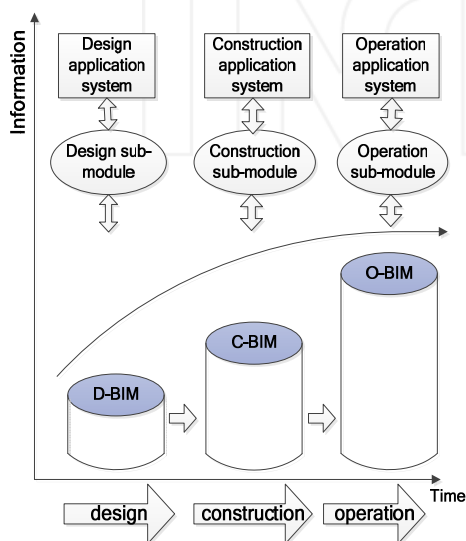 Information
Design
application
system
Construction
application
system
Operation
application
system
Design sub-
module
Construction
sub-module
Operation
sub-module
D-BIM
C-BIM
O-BIM
Time
design
construction
operation